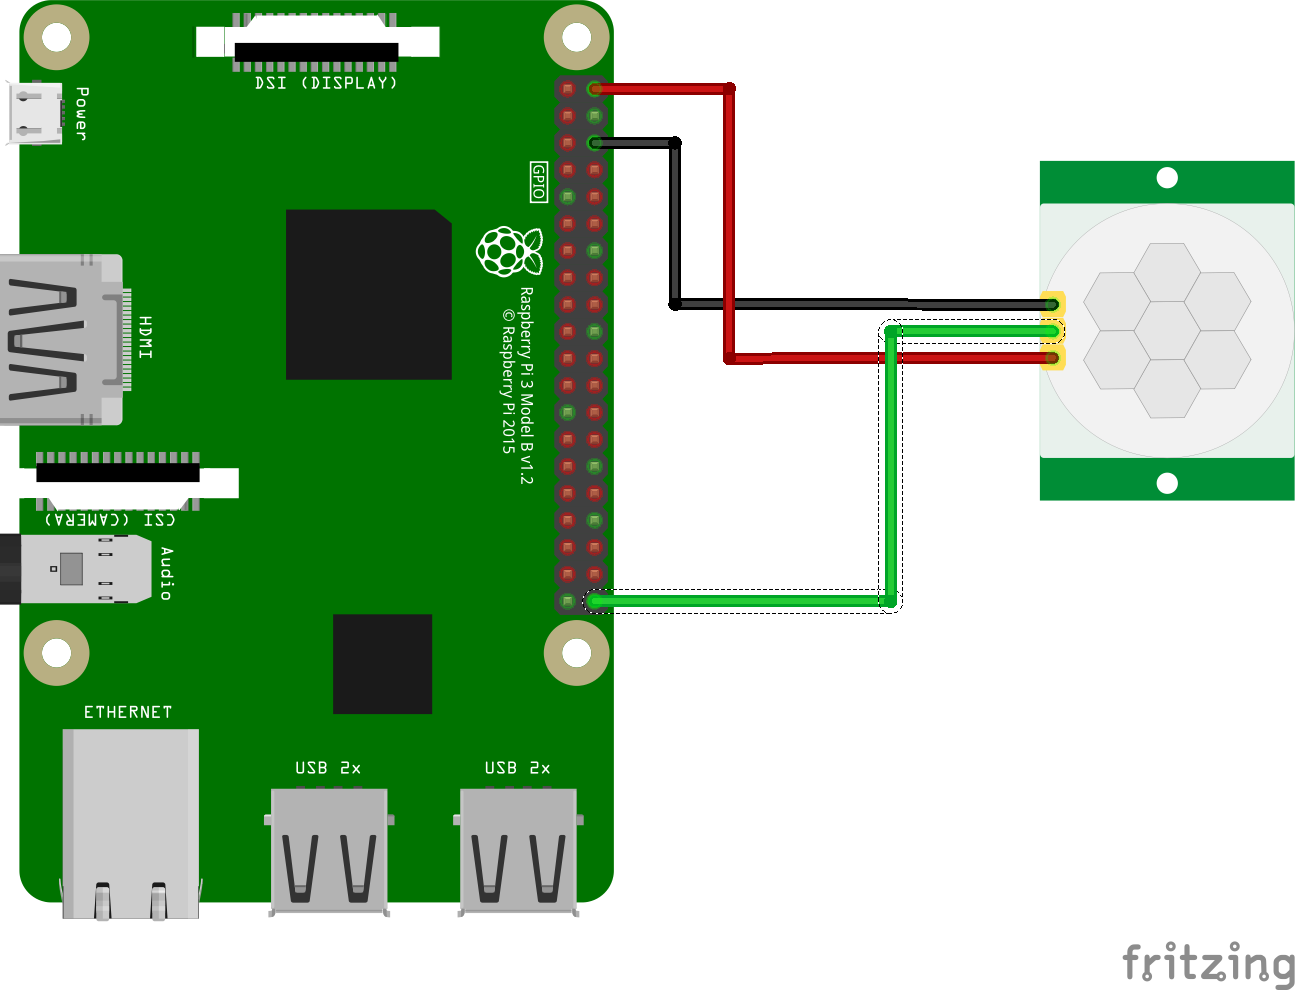 DSI (DISPLAY)
Power
GPIO
HDMI
Raspberry Pi 3 Model B v1.2
© Raspberry Pi 2015
CSI (CAMERA)
Audio
ETHERNET
USB 2x
USB 2x
fritzing